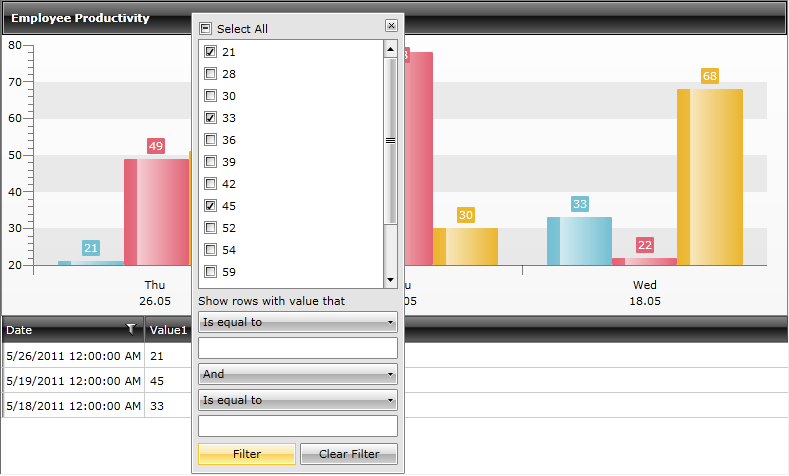 Employee Productivity
Select All
21
28
30
33
36
39
42
45
52
54
59
Show rows with value that
Is equal to
And
Is equal to
Filter
Clear Filter
80
70
60
50
40
30
20
21
49
30
33
22
68
Thu
26.05
Wed
18.05
Date
Value1
5/26/2011 12:00:00 AM
21
5/19/2011 12:00:00 AM
45
5/18/2011 12:00:00 AM
33